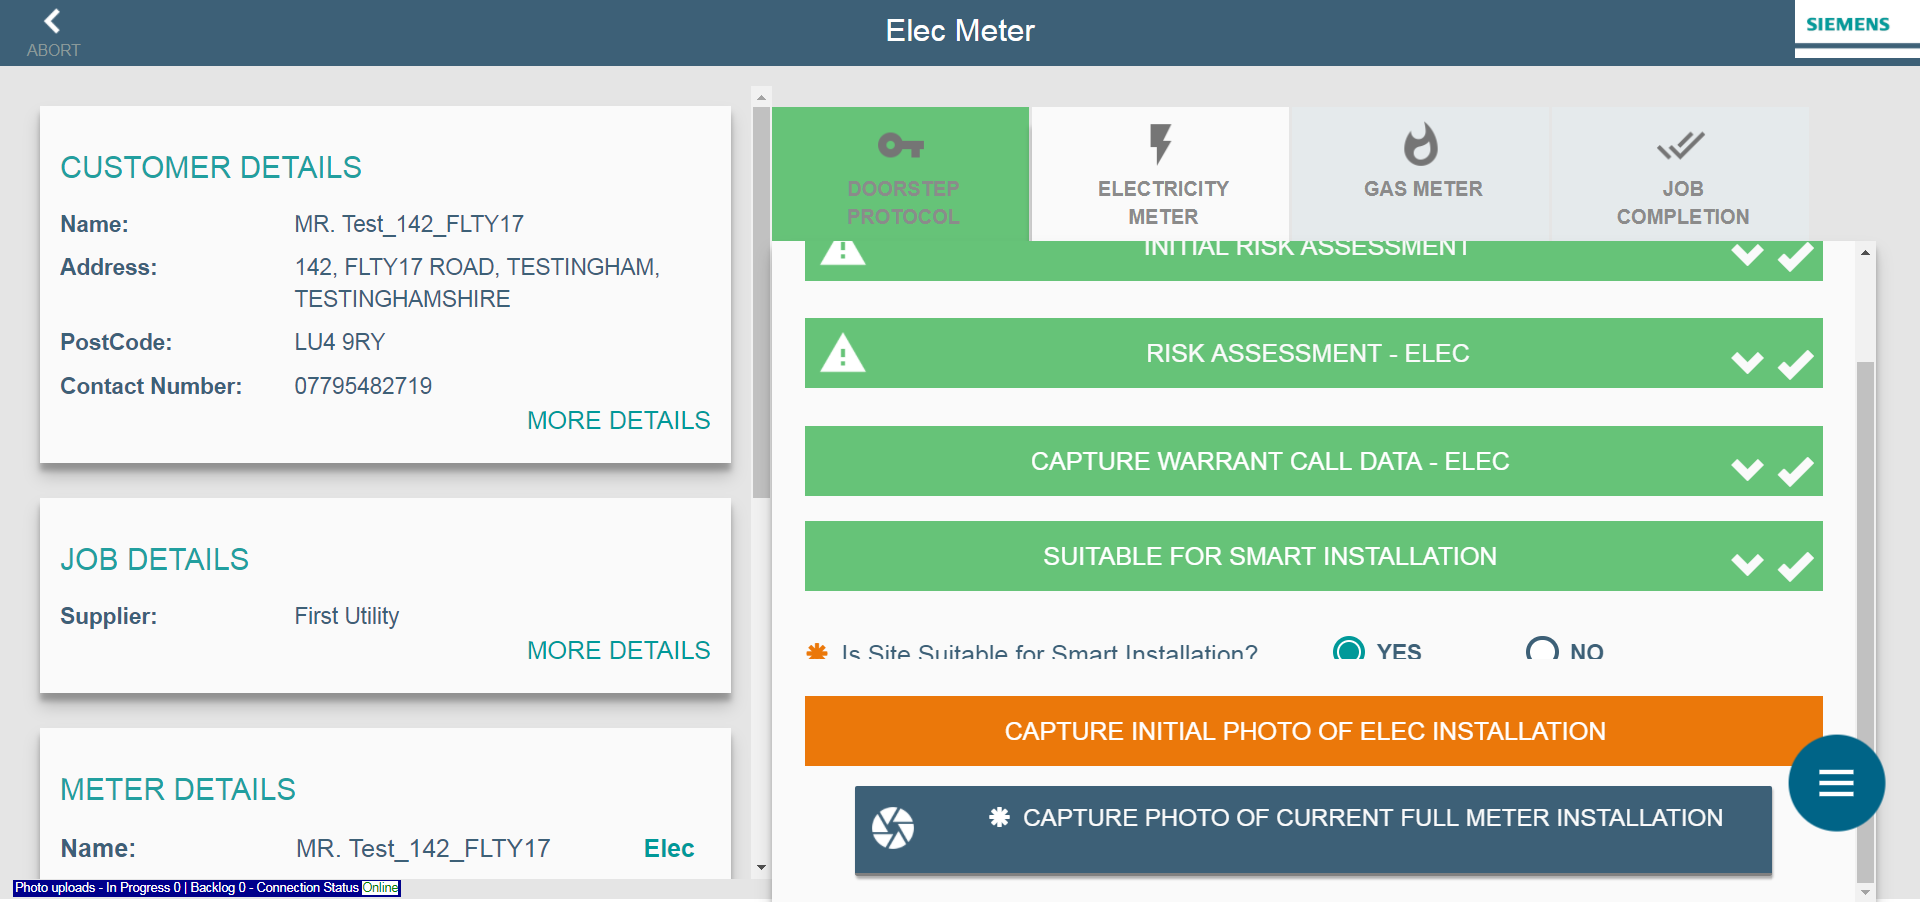 ABORT
Elec Meter
SIEMENS
CUSTOMER DETAILS
Name: MR. Test_142_FLTY17
Address: 142, FLTY17 ROAD, TESTINGHAM,
TESTINGHAMSHIRE
PostCode: LU4 9RY
Contact Number: 07795482719
MORE DETAILS
JOB DETAILS
Supplier: First Utility
MORE DETAILS
METER DETAILS
Name: MR. Test_142_FLTY17 Elec
Photo uploads - In Progress 0 | Backlog 0 - Connection Status Online
DOORSTEP
PROTOCOL
ELECTRICITY
METER
GAS METER
JOB
COMPLETION
INITIAL RISK ASSESSMENT
RISK ASSESSMENT - ELEC
CAPTURE WARRANT CALL DATA - ELEC
SUITABLE FOR SMART INSTALLATION
Is Site Suitable for Smart Installation? YES NO
CAPTURE INITIAL PHOTO OF ELEC INSTALLATION
CAPTURE PHOTO OF CURRENT FULL METER INSTALLATION